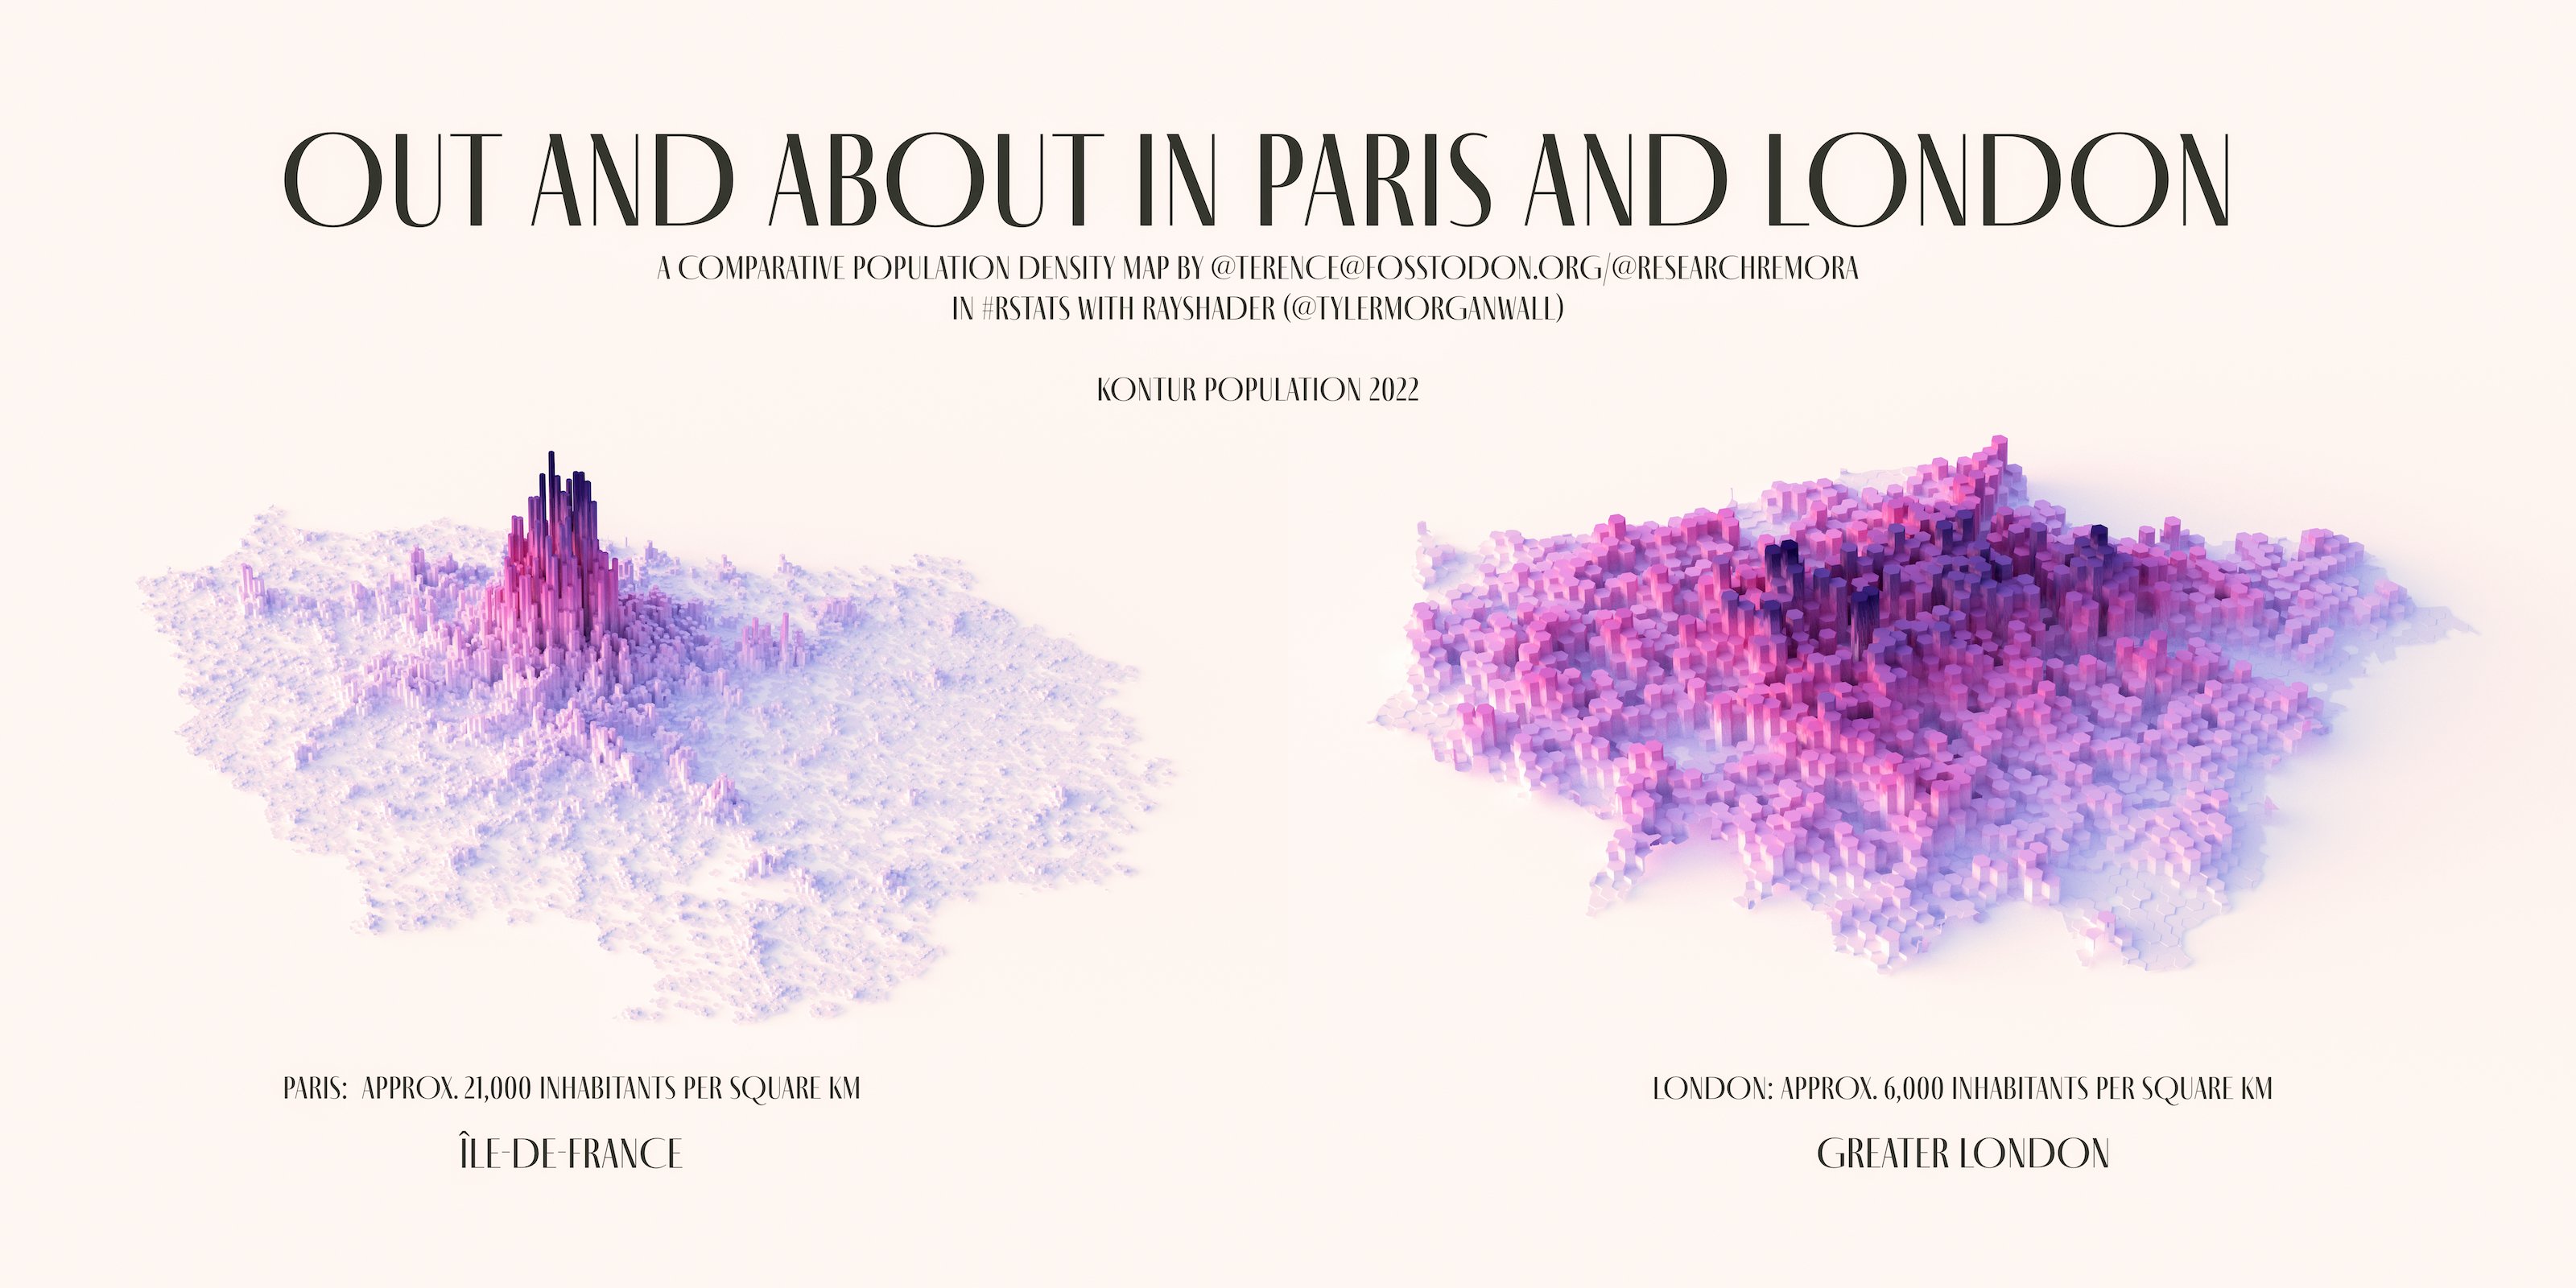 OUT AND ABOUT IN PARIS AND LONDON
A COMPARATIVE POPULATION DENSITY MAP BY @TERENCE@FOSSTODON.ORG/@RESEARCHREMORA
IN #RSTATS WITH RAYSHADER (@TYLERMORGANWALL)
KONTUR POPULATION 2022
PARIS: APPROX. 21,000 INHABITANTS PER SQUARE KM
ÎLE-DE-FRANCE
LONDON: APPROX. 6,000 INHABITANTS PER SQUARE KM
GREATER LONDON